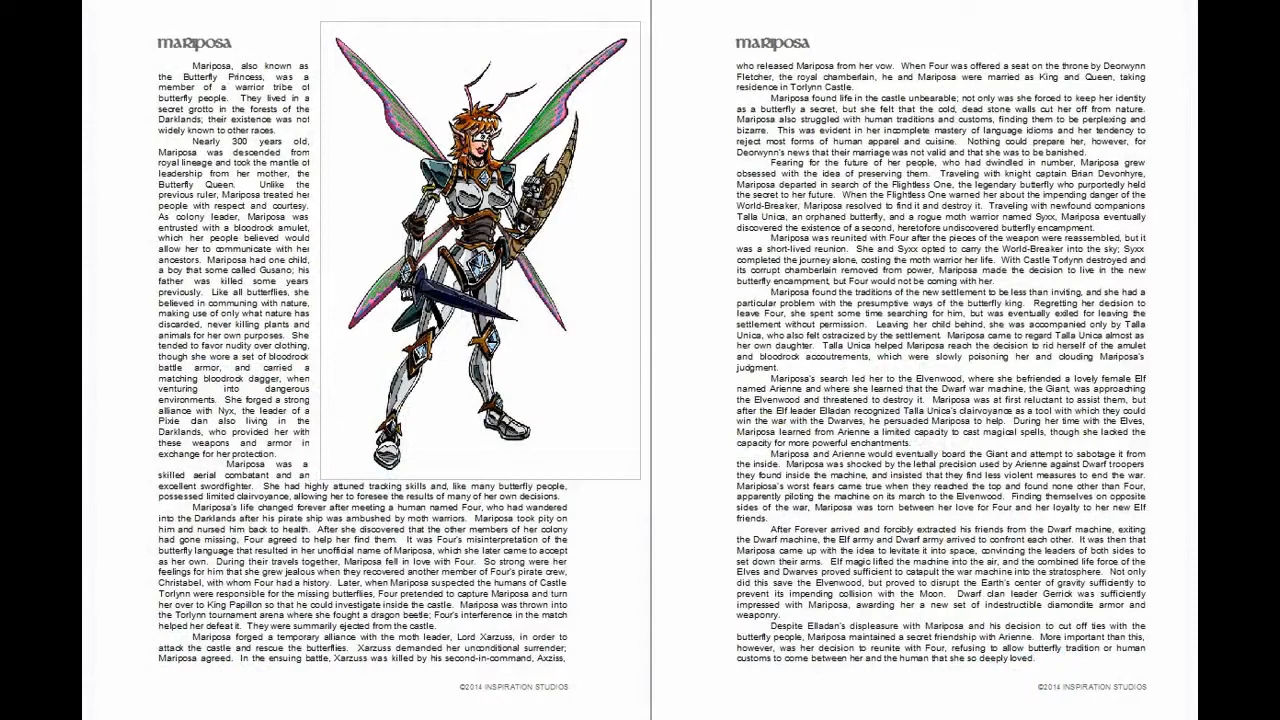 mariposa
Mariposa, also known as
the Butterfly Princess, was a
member of a warrior tribe of
butterfly people. They lived in a
secret grotto in the forests of the
Darklands; their existence was not
widely known to other races.
Nearly 300 years old,
Mariposa was descended from
royal lineage and took the mantle of
leadership from her mother, the
Butterfly Queen. Unlike the
previous ruler, Mariposa treated her
people with respect and courtesy.
As colony leader, Mariposa was
entrusted with a bloodrock amulet,
which her people believed would
allow her to communicate with her
ancestors. Mariposa had one child,
a boy that some called Gusano; his
father was killed some years
previously. Like all butterflies, she
believed in communing with nature,
making use of only what nature has
discarded, never killing plants and
animals for her own purposes. She
tended to favor nudity over clothing,
though she wore a set of bloodrock
battle armor, and carried a
matching bloodrock dagger, when
venturing into dangerous
environments. She forged a strong
alliance with Nyx, the leader of a
Pixie clan also living in the
Darklands, who provided her with
these weapons and armor in
exchange for her protection.
Mariposa was a
skilled aerial combatant and an
excellent swordfighter. She had highly attuned tracking skills and, like many butterfly people,
possessed limited clairvoyance, allowing her to foresee the results of many of her own decisions.
Mariposa's life changed forever after meeting a human named Four, who had wandered
into the Darklands after his pirate ship was ambushed by moth warriors. Mariposa took pity on
him and nursed him back to health. After she discovered that the other members of her colony
had gone missing, Four agreed to help her find them. It was Four's misinterpretation of the
butterfly language that resulted in her unofficial name of Mariposa, which she later came to accept
as her own. During their travels together, Mariposa fell in love with Four. So strong were her
feelings for him that she grew jealous when they recovered another member of Four's pirate crew,
Christabel, with whom Four had a history. Later, when Mariposa suspected the humans of Castle
Torlynn were responsible for the missing butterflies, Four pretended to capture Mariposa and turn
her over to King Papillon so that he could investigate inside the castle. Mariposa was thrown into
the Torlynn tournament arena where she fought a dragon beetle; Four's interference in the match
helped her defeat it. They were summarily ejected from the castle.
Mariposa forged a temporary alliance with the moth leader, Lord Xarzuss, in order to
attack the castle and rescue the butterflies. Xarzuss demanded her unconditional surrender;
Mariposa agreed. In the ensuing battle, Xarzuss was killed by his second-in-command, Axziss,
©2014 INSPIRATION STUDIOS
mariposa
who released Mariposa from her vow. When Four was offered a seat on the throne by Deorwynn
Fletcher, the royal chamberlain, he and Mariposa were married as King and Queen, taking
residence in Torlynn Castle.
Mariposa found life in the castle unbearable; not only was she forced to keep her identity
as a butterfly a secret, but she felt that the cold, dead stone walls cut her off from nature.
Mariposa also struggled with human traditions and customs, finding them to be perplexing and
bizarre. This was evident in her incomplete mastery of language idioms and her tendency to
reject most forms of human apparel and cuisine. Nothing could prepare her, however, for
Deorwynn's news that their marriage was not valid and that she was to be banished.
Fearing for the future of her people, who had dwindled in number, Mariposa grew
obsessed with the idea of preserving them. Traveling with knight captain Brian Devonhyre,
Mariposa departed in search of the Flightless One, the legendary butterfly who purportedly held
the secret to her future. When the Flightless One warned her about the impending danger of the
World-Breaker, Mariposa resolved to find it and destroy it. Traveling with newfound companions
Talla Unica, an orphaned butterfly, and a rogue moth warrior named Syxx, Mariposa eventually
discovered the existence of a second, heretofore undiscovered butterfly encampment.
Mariposa was reunited with Four after the pieces of the weapon were reassembled, but it
was a short-lived reunion. She and Syxx opted to carry the World-Breaker into the sky; Syxx
completed the journey alone, costing the moth warrior her life. With Castle Torlynn destroyed and
its corrupt chamberlain removed from power, Mariposa made the decision to live in the new
butterfly encampment, but Four would not be coming with her.
Mariposa found the traditions of the new settlement to be less than inviting, and she had a
particular problem with the presumptive ways of the butterfly king. Regretting her decision to
leave Four, she spent some time searching for him, but was eventually exiled for leaving the
settlement without permission. Leaving her child behind, she was accompanied only by Talla
Unica, who also felt ostracized by the settlement. Mariposa came to regard Talla Unica almost as
her own daughter. Talla Unica helped Mariposa reach the decision to rid herself of the amulet
and bloodrock accoutrements, which were slowly poisoning her and clouding Mariposa's
judgment.
Mariposa's search led her to the Elvenwood, where she befriended a lovely female Elf
named Arienne and where she learned that the Dwarf war machine, the Giant, was approaching
the Elvenwood and threatened to destroy it. Mariposa was at first reluctant to assist them, but
after the Elf leader Elladan recognized Talla Unica's clairvoyance as a tool with which they could
win the war with the Dwarves, he persuaded Mariposa to help. During her time with the Elves,
Mariposa learned from Arienne a limited capacity to cast magical spells, though she lacked the
capacity for more powerful enchantments.
Mariposa and Arienne would eventually board the Giant and attempt to sabotage it from
the inside. Mariposa was shocked by the lethal precision used by Arienne against Dwarf troopers
they found inside the machine, and insisted that they find less violent measures to end the war.
Mariposa's worst fears came true when they reached the top and found none other than Four,
apparently piloting the machine on its march to the Elvenwood. Finding themselves on opposite
sides of the war, Mariposa was torn between her love for Four and her loyalty to her new Elf
friends.
After Forever arrived and forcibly extracted his friends from the Dwarf machine, exiting
the Dwarf machine, the Elf army and Dwarf army arrived to confront each other. It was then that
Mariposa came up with the idea to levitate it into space, convincing the leaders of both sides to
set down their arms. Elf magic lifted the machine into the air, and the combined life force of the
Elves and Dwarves proved sufficient to catapult the war machine into the stratosphere. Not only
did this save the Elvenwood, but proved to disrupt the Earth's center of gravity sufficiently to
prevent its impending collision with the Moon. Dwarf clan leader Gerrick was sufficiently
impressed with Mariposa, awarding her a new set of indestructible diamondite armor and
weaponry.
Despite Elladan's displeasure with Mariposa and his decision to cut off ties with the
butterfly people, Mariposa maintained a secret friendship with Arienne. More important than this,
however, was her decision to reunite with Four, refusing to allow butterfly tradition or human
customs to come between her and the human that she so deeply loved.
©2014 INSPIRATION STUDIOS